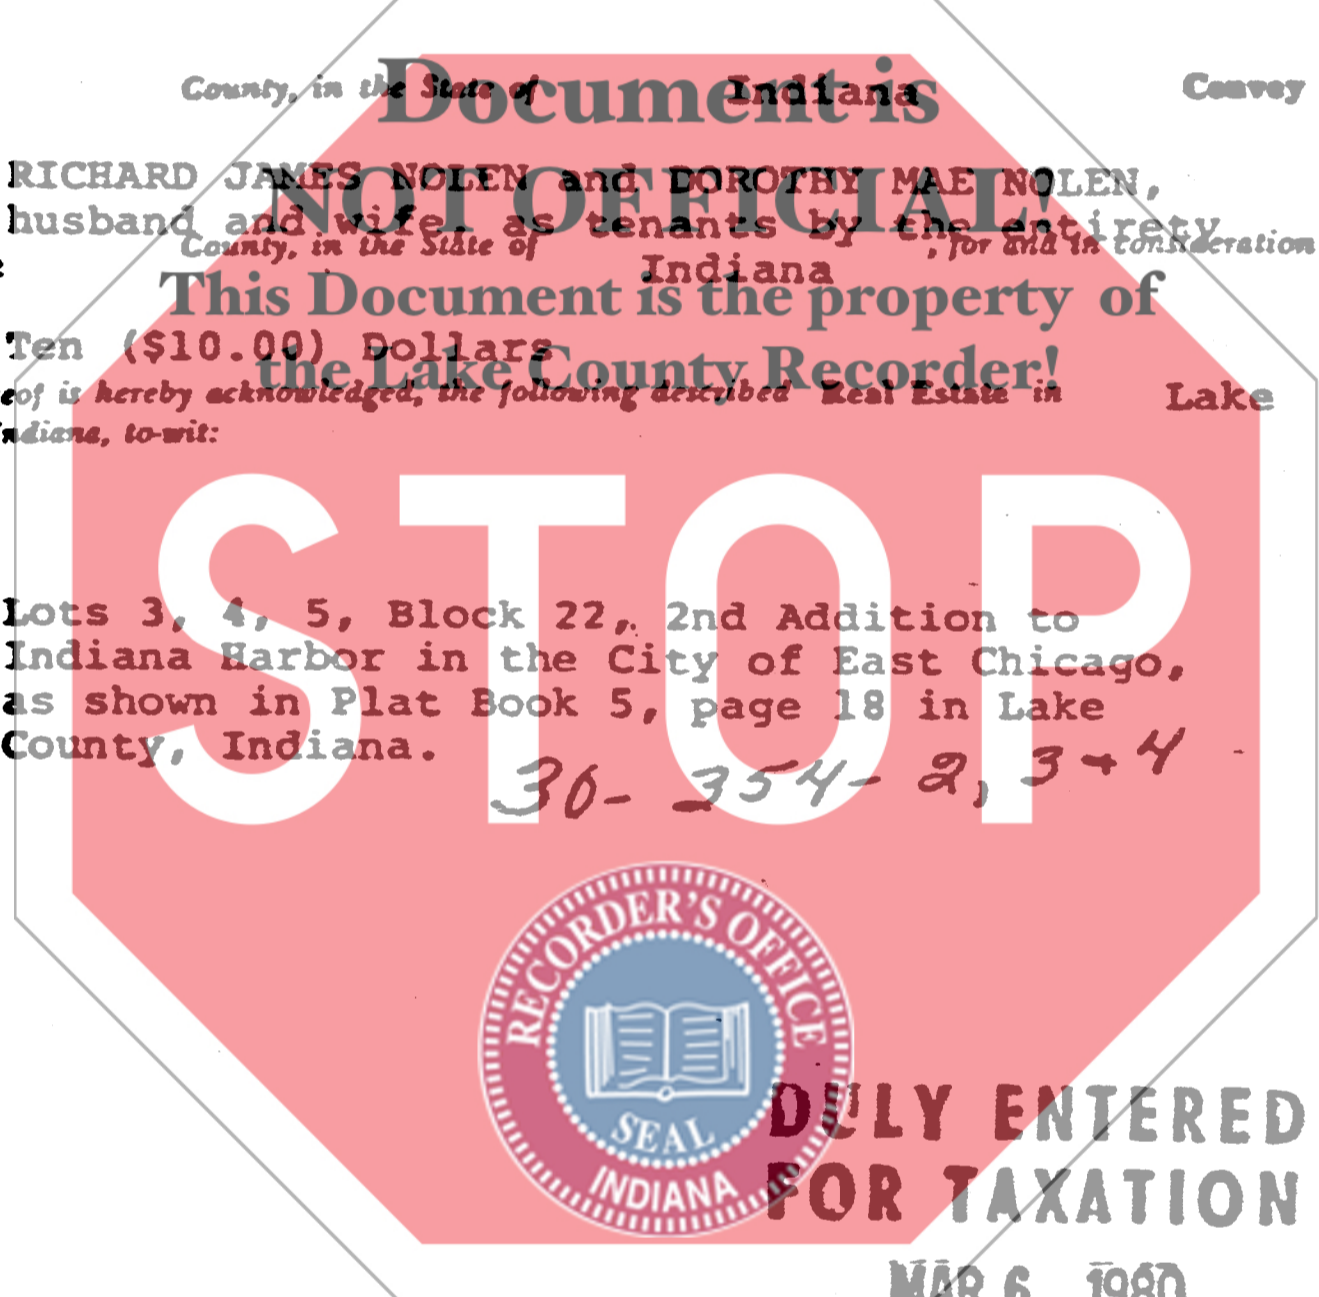 Document is
County, in the State of Indiana Convey
NOT OFFICIAL!
RICHARD JAMES NOLEN and DOROTHY MAE NOLEN,
husband and wife, as tenants by the entirety
County, in the State of Indiana , for and in consideration
This Document is the property of
Ten ($10.00) Dollars
the Lake County Recorder!
eof is hereby acknowledged, the following described Real Estate in Lake
ndiana, to-wit:
STOP
Lots 3, 4, 5, Block 22, 2nd Addition to
Indiana Harbor in the City of East Chicago,
as shown in Plat Book 5, page 18 in Lake
County, Indiana.
30- 354- 2, 3 + 4
RECORDER'S OFFICE
SEAL
INDIANA
DULY ENTERED
FOR TAXATION
MAR 6 1980